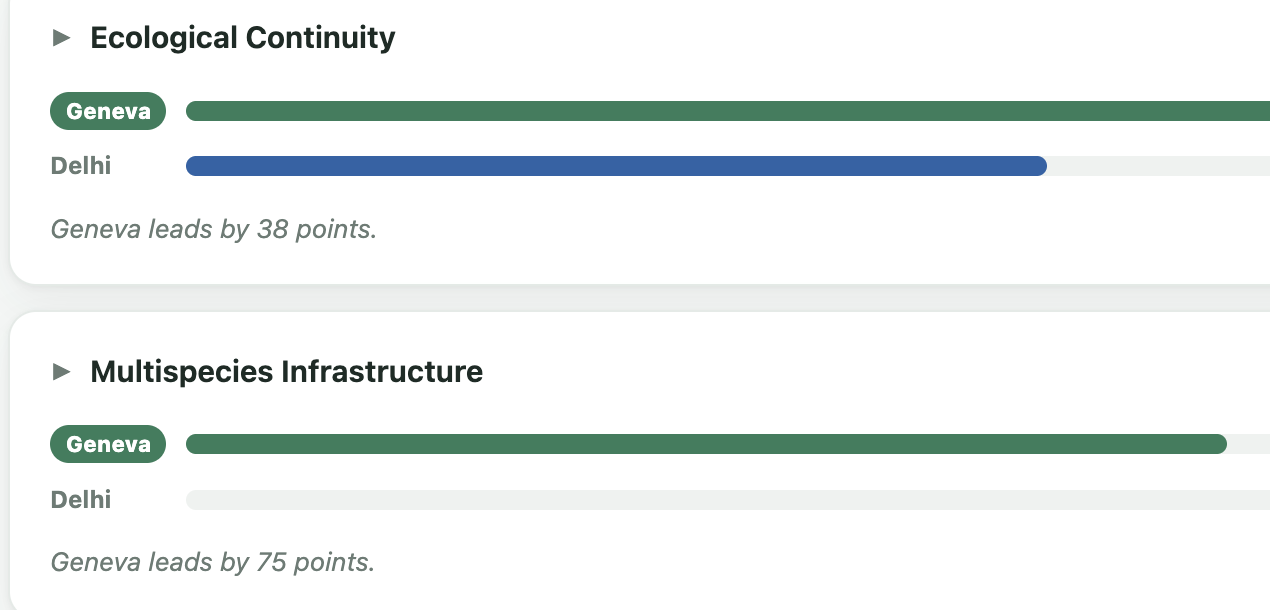 Ecological Continuity
Geneva
Delhi
Geneva leads by 38 points.
Multispecies Infrastructure
Geneva
Delhi
Geneva leads by 75 points.